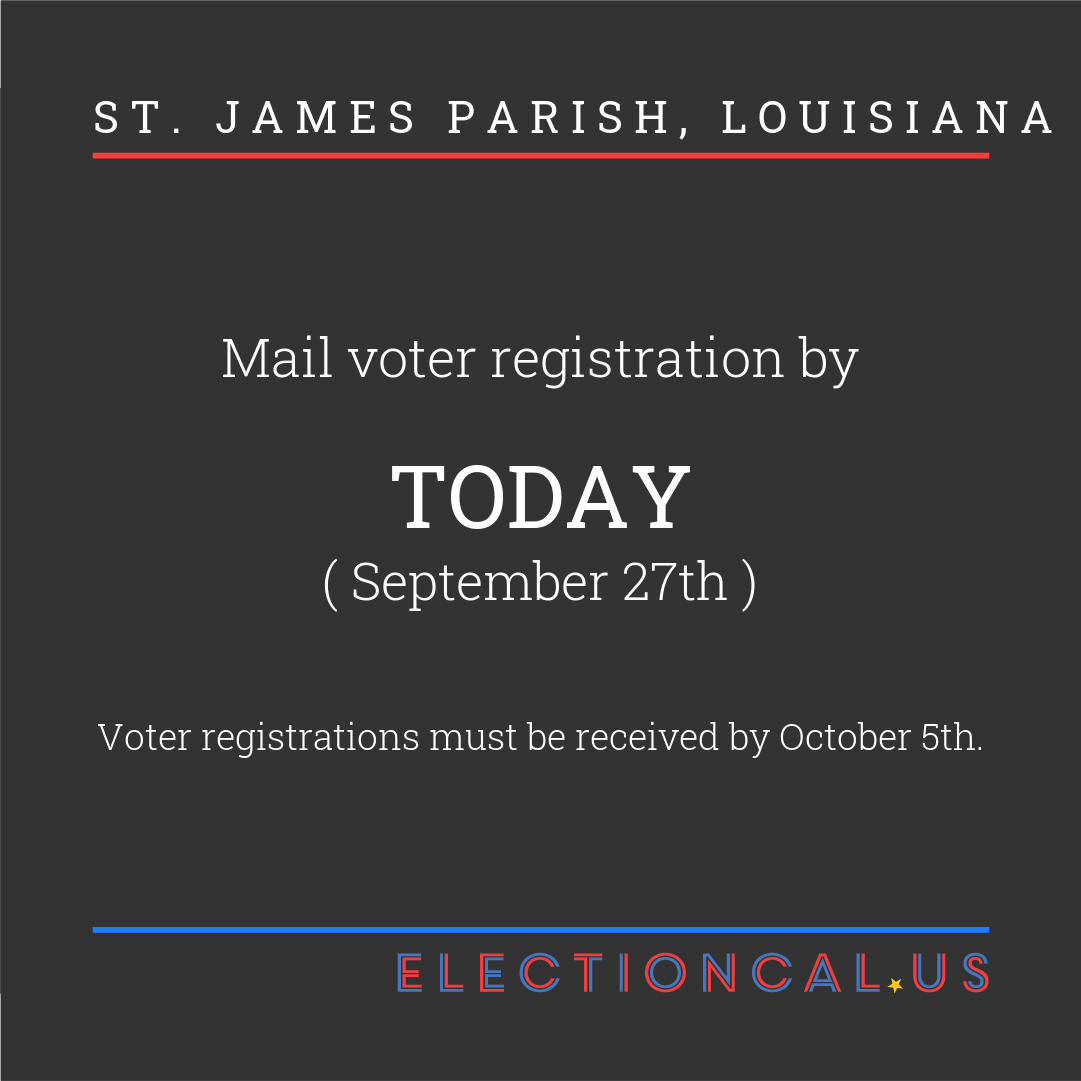 ST. JAMES PARISH, LOUISIANA
Mail voter registration by
TODAY
( September 27th )
Voter registrations must be received by October 5th.
ELECTIONCAL.US